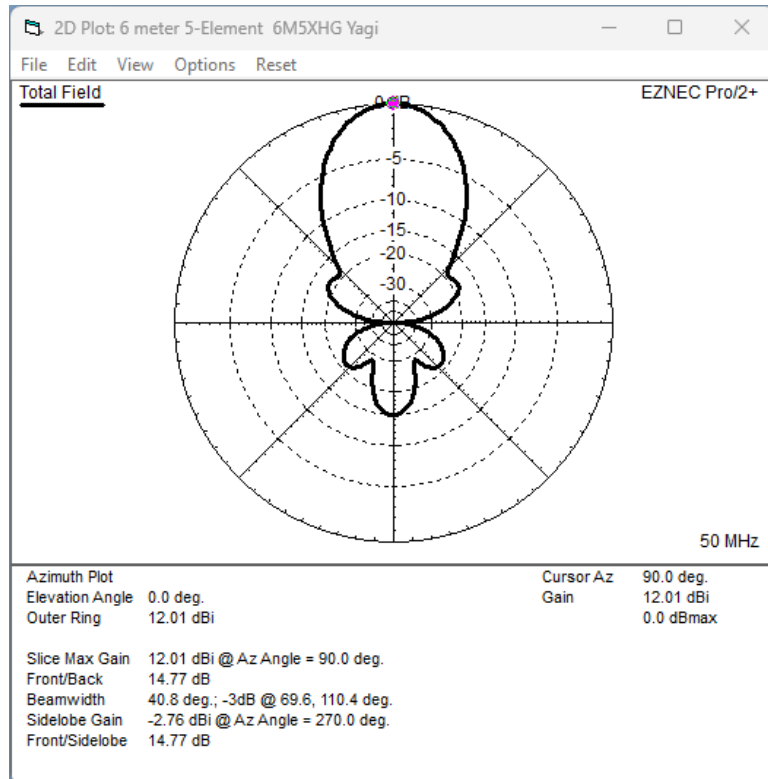 2D Plot: 6 meter 5-Element 6M5XHG Yagi
File Edit View Options Reset
Total Field
EZNEC Pro/2+
0 dB
-5
-10
-15
-20
-30
50 MHz
Azimuth Plot
Elevation Angle 0.0 deg.
Outer Ring 12.01 dBi
Cursor Az 90.0 deg.
Gain 12.01 dBi
0.0 dBmax
Slice Max Gain 12.01 dBi @ Az Angle = 90.0 deg.
Front/Back 14.77 dB
Beamwidth 40.8 deg.; -3dB @ 69.6, 110.4 deg.
Sidelobe Gain -2.76 dBi @ Az Angle = 270.0 deg.
Front/Sidelobe 14.77 dB